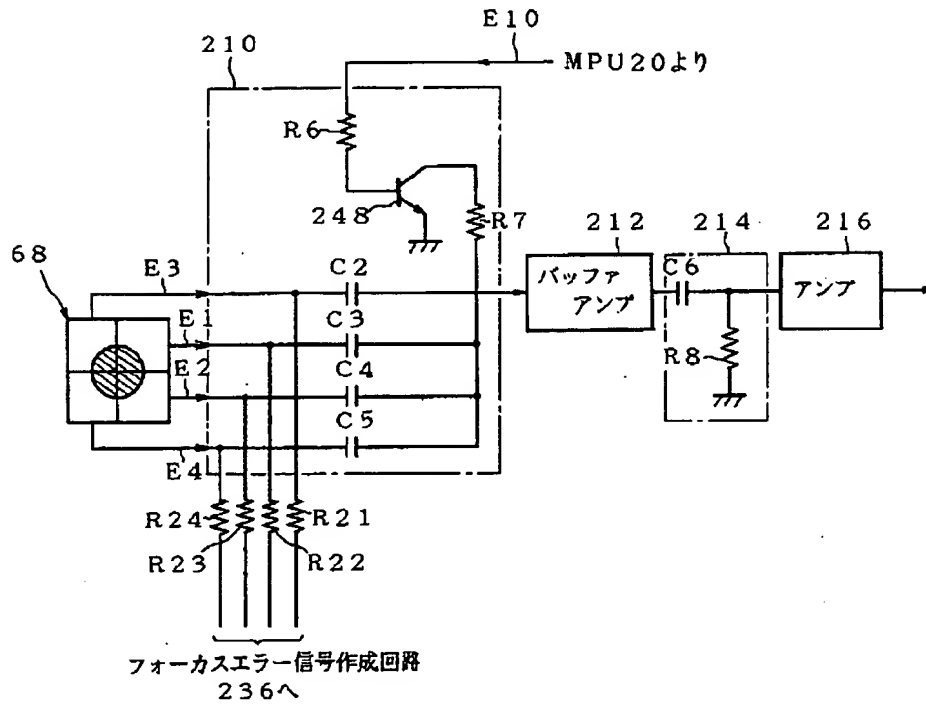 E10
210
MPU20より
R6
248
R7
212
214
216
68
E3
C2
C6
バッファ
アンプ
アンプ
E1
C3
R8
E2
C4
C5
E4
R24
R21
R23
R22
フォーカスエラー信号作成回路
236へ